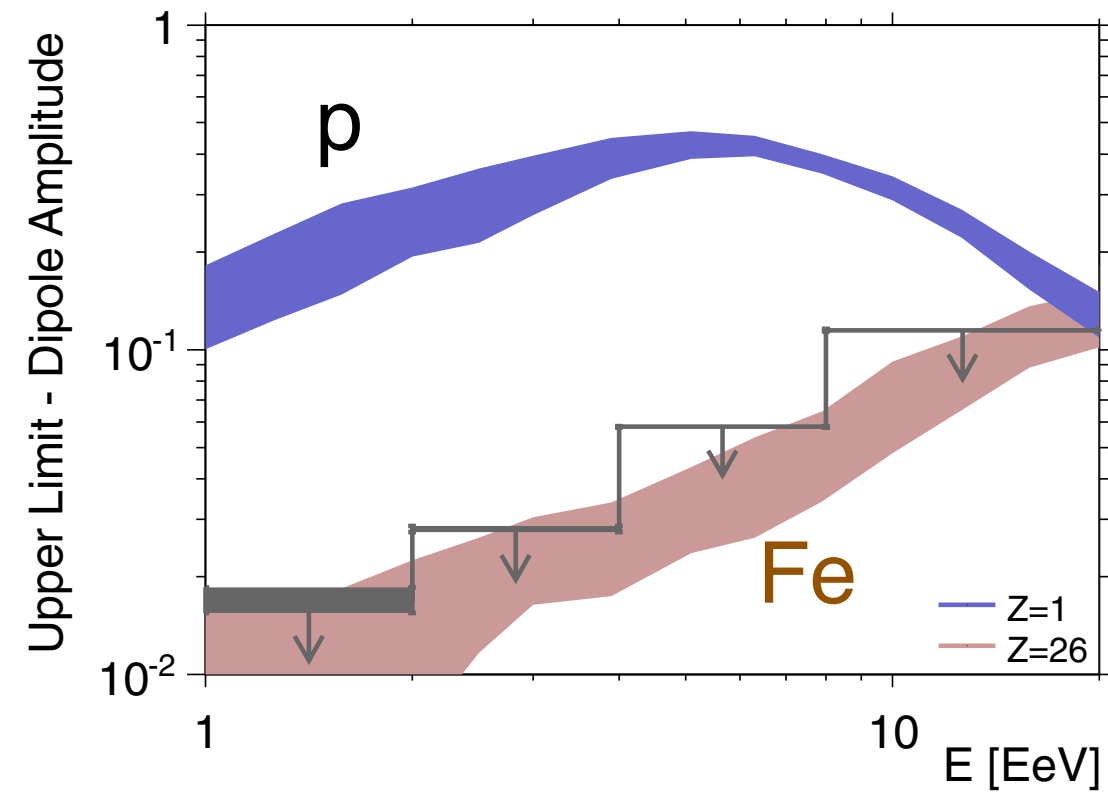 Upper Limit - Dipole Amplitude
1
10-1
10-2
p
Fe
Z=1
Z=26
1
10
E [EeV]